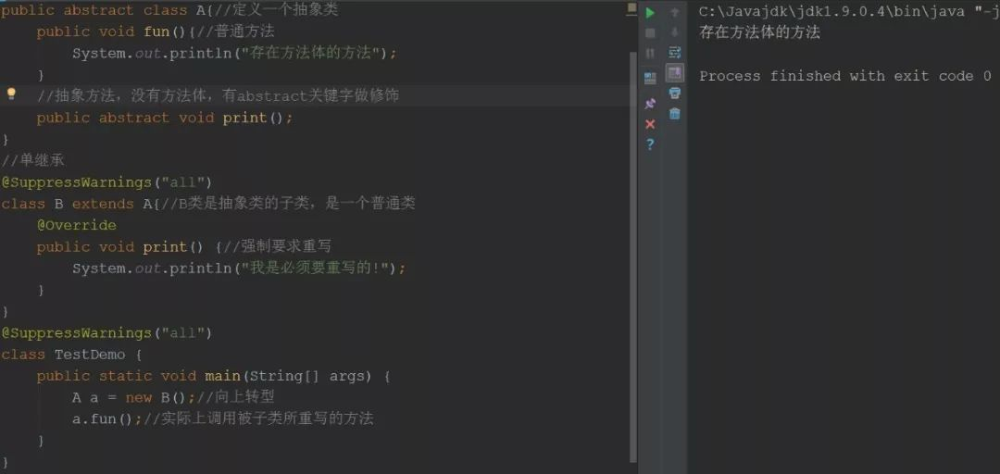 public abstract class A{//定义一个抽象类
    public void fun(){//普通方法
        System.out.println("存在方法体的方法");
    }
    //抽象方法，没有方法体，有abstract关键字做修饰
    public abstract void print();
}
//单继承
@SuppressWarnings("all")
class B extends A{//B类是抽象类的子类，是一个普通类
    @Override
    public void print() {//强制要求重写
        System.out.println("我是必须要重写的!");
    }
}
@SuppressWarnings("all")
class TestDemo {
    public static void main(String[] args) {
        A a = new B();//向上转型
        a.fun();//实际上调用被子类所重写的方法
    }
}
C:\Javajdk\jdk1.9.0.4\bin\java "-j
存在方法体的方法
Process finished with exit code 0